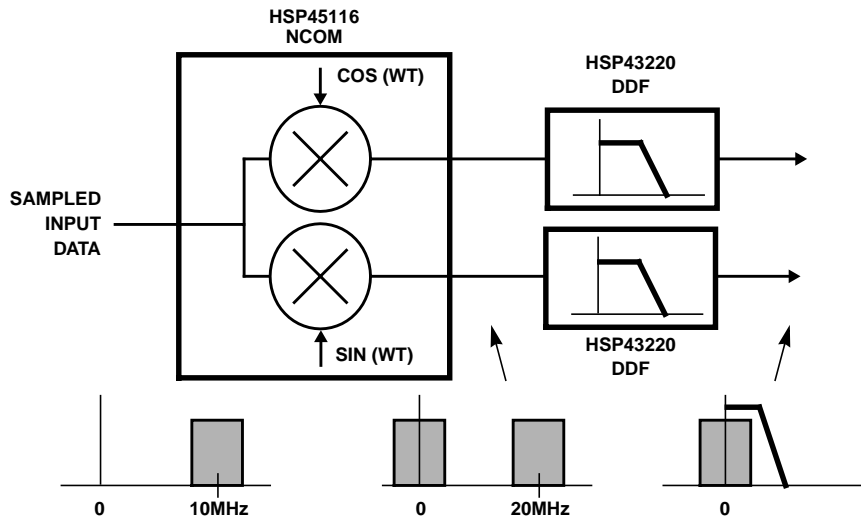 HSP45116
NCOM
COS (WT)
HSP43220
DDF
SAMPLED
INPUT
DATA
SIN (WT)
HSP43220
DDF
0
10MHz
0
20MHz
0